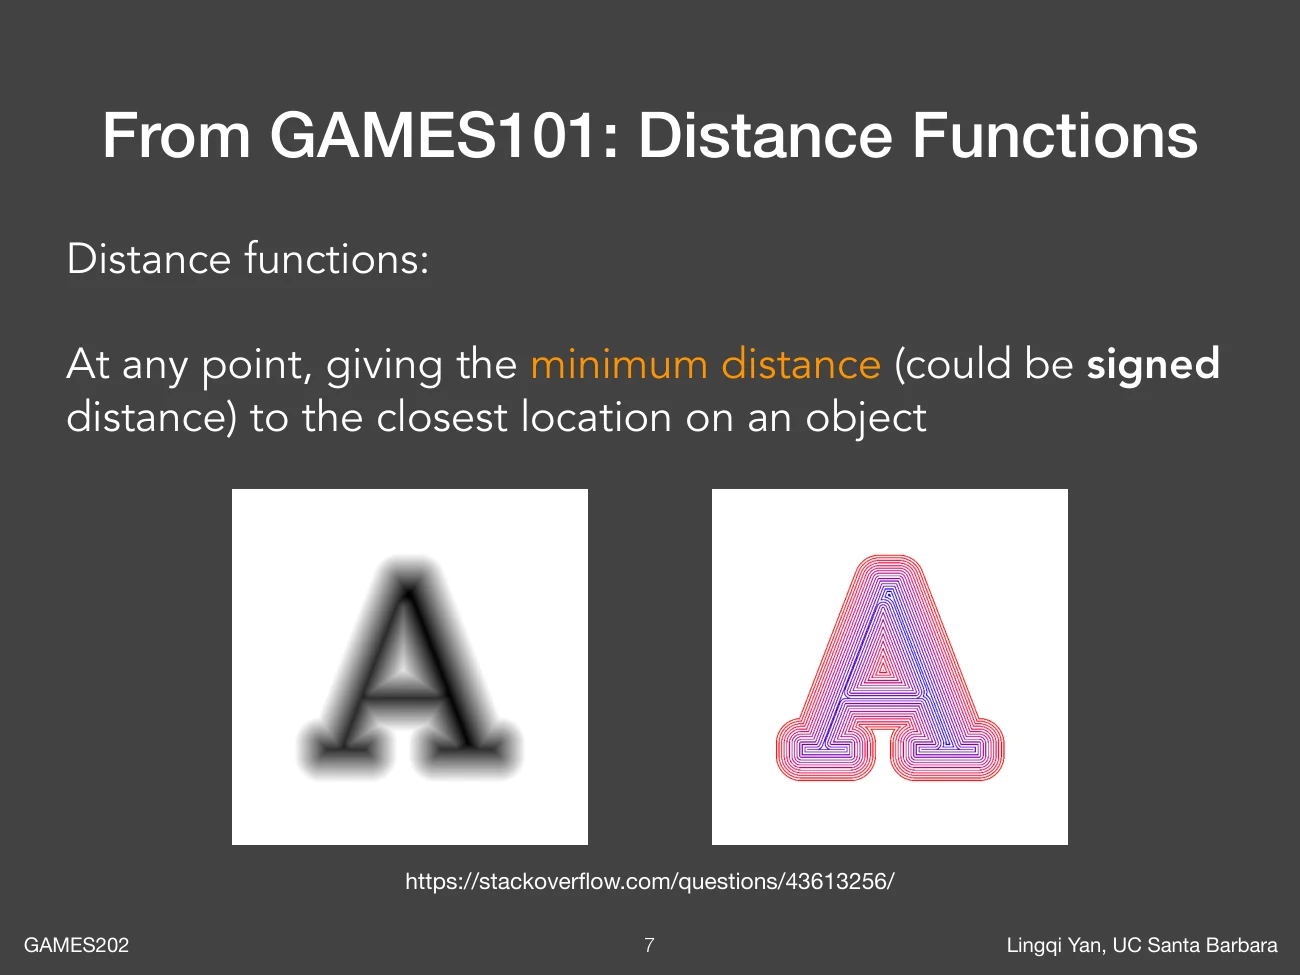 From GAMES101: Distance Functions
Distance functions:
At any point, giving the minimum distance (could be signed
distance) to the closest location on an object
A
A
https://stackoverflow.com/questions/43613256/
GAMES202
7
Lingqi Yan, UC Santa Barbara